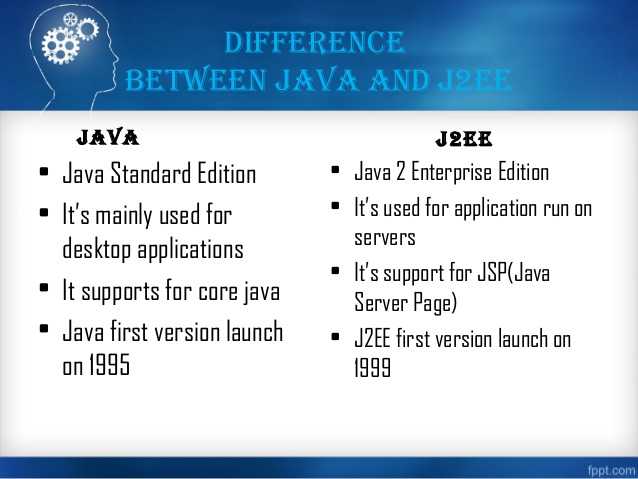 DIFFERENCE
BETWEEN JAVA AND J2EE
JAVA
• Java Standard Edition
• It's mainly used for
desktop applications
• It supports for core java
• Java first version launch
on 1995
J2EE
• Java 2 Enterprise Edition
• It's used for application run on
servers
• It's support for JSP(Java
Server Page)
• J2EE first version launch on
1999
fppt.com